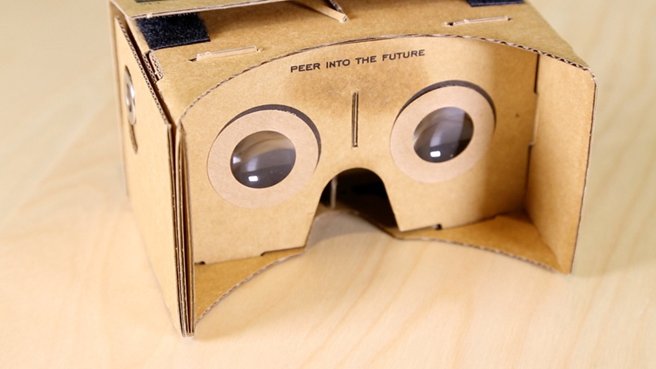 PEER INTO THE FUTURE